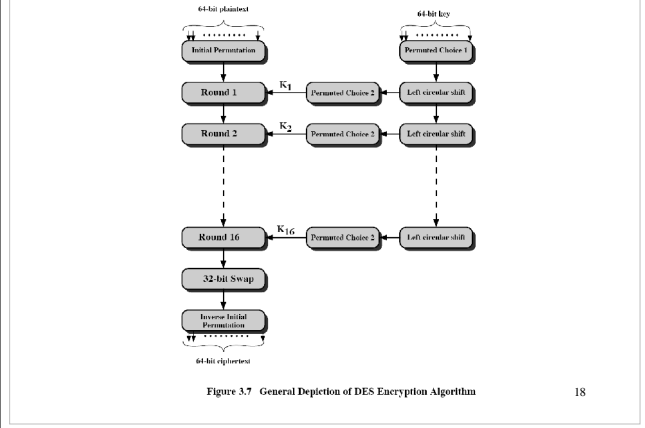 64-bit plaintext
64-bit key
Initial Permutation
Permuted Choice 1
Round 1
K1
Permuted Choice 2
Left circular shift
Round 2
K2
Permuted Choice 2
Left circular shift
Round 16
K16
Permuted Choice 2
Left circular shift
32-bit Swap
Inverse Initial
Permutation
64-bit ciphertext
Figure 3.7 General Depiction of DES Encryption Algorithm
18